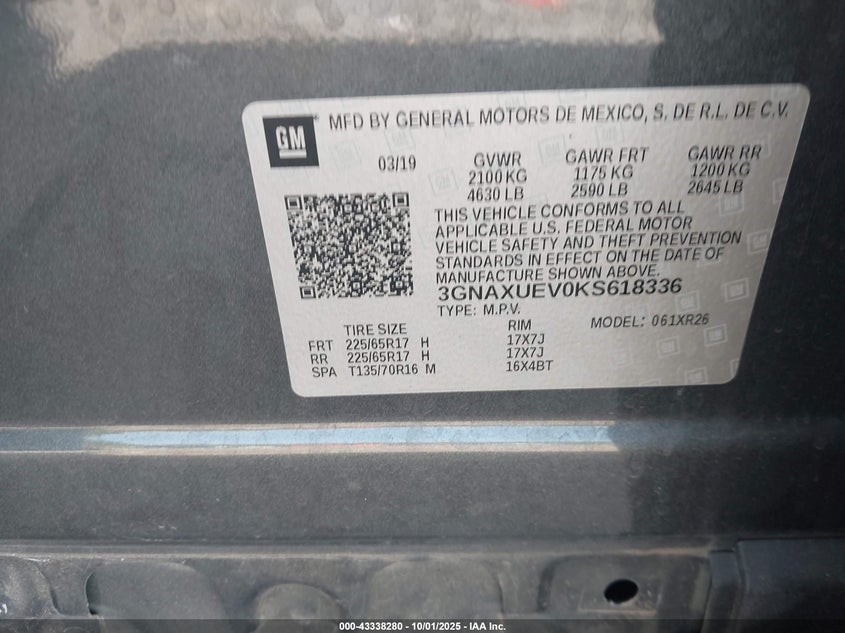 GM
MFD BY GENERAL MOTORS DE MEXICO, S. DE R.L. DE C.V.
03/19 GVWR GAWR FRT GAWR RR
2100 KG 1175 KG 1200 KG
4630 LB 2590 LB 2645 LB
THIS VEHICLE CONFORMS TO ALL
APPLICABLE U.S. FEDERAL MOTOR
VEHICLE SAFETY AND THEFT PREVENTION
STANDARDS IN EFFECT ON THE DATE OF
MANUFACTURE SHOWN ABOVE.
3GNAXUEV0KS618336
TYPE: M.P.V. MODEL: 061XR26
TIRE SIZE RIM
FRT 225/65R17 H 17X7J
RR 225/65R17 H 17X7J
SPA T135/70R16 M 16X4BT
000-43338280 - 10/01/2025 - IAA Inc.